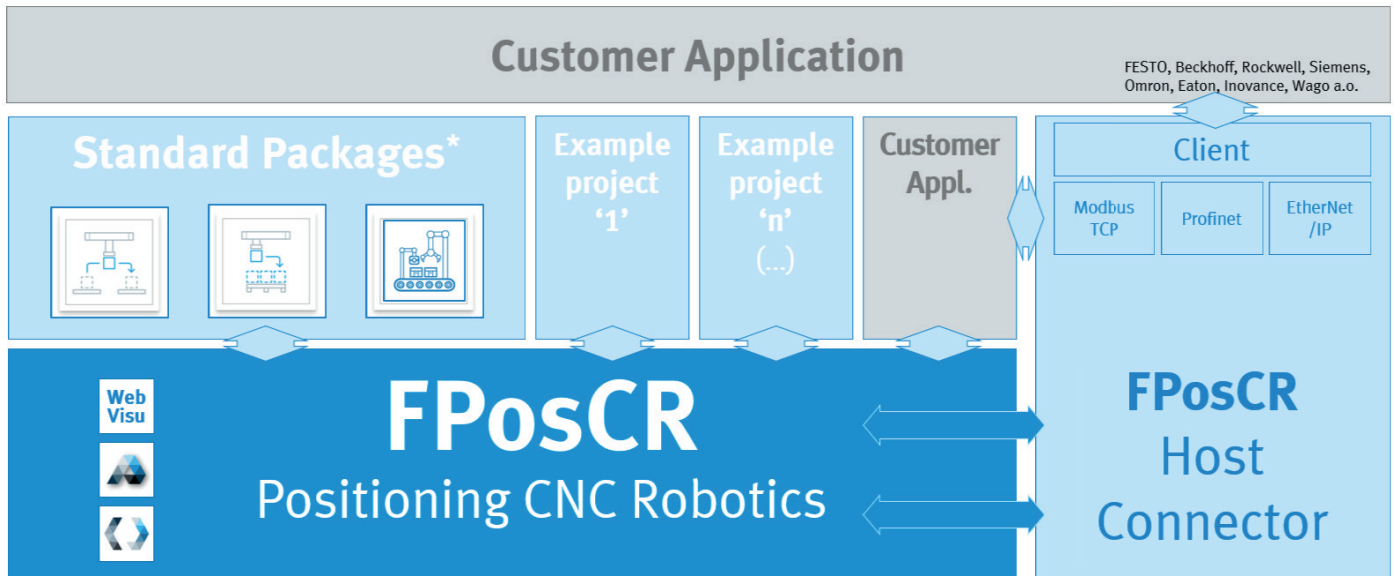 Customer Application
FESTO, Beckhoff, Rockwell, Siemens,
Omron, Eaton, Inovance, Wago a.o.
Standard Packages*
Example
project
‘1’
Example
project
‘n’
(...)
Customer
Appl.
Client
Modbus
TCP
Profinet
EtherNet
/IP
Web
Visu
FPosCR
Positioning CNC Robotics
FPosCR
Host
Connector